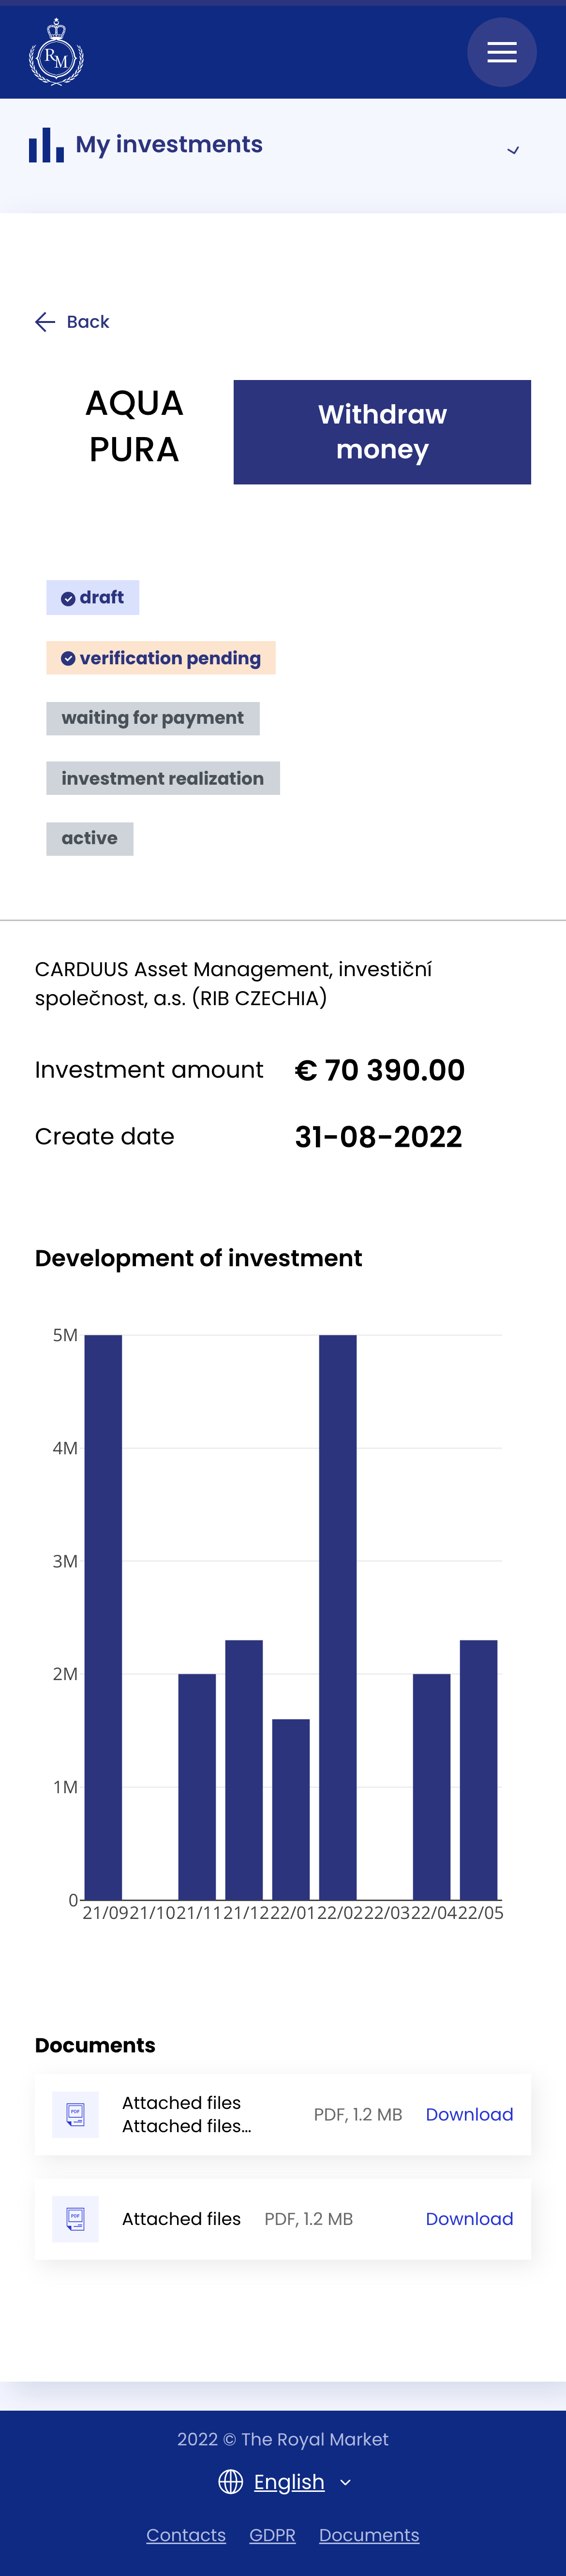 RM
My investments
Back
AQUA
PURA
Withdraw
money
draft
verification pending
waiting for payment
investment realization
active
CARDUUS Asset Management, investiční
společnost, a.s. (RIB CZECHIA)
Investment amount € 70 390.00
Create date 31-08-2022
Development of investment
5M
4M
3M
2M
1M
0
21/09 21/10 21/11 21/12 22/01 22/02 22/03 22/04 22/05
Documents
PDF
Attached files
Attached files...
PDF, 1.2 MB
Download
PDF
Attached files PDF, 1.2 MB Download
2022 © The Royal Market
English
Contacts GDPR Documents